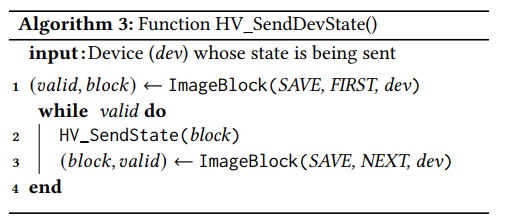 Algorithm 3: Function HV_SendDevState()
input:Device (dev) whose state is being sent
1 (valid, block) ← ImageBlock(SAVE, FIRST, dev)
while valid do
2 HV_SendState(block)
3 (block, valid) ← ImageBlock(SAVE, NEXT, dev)
4 end